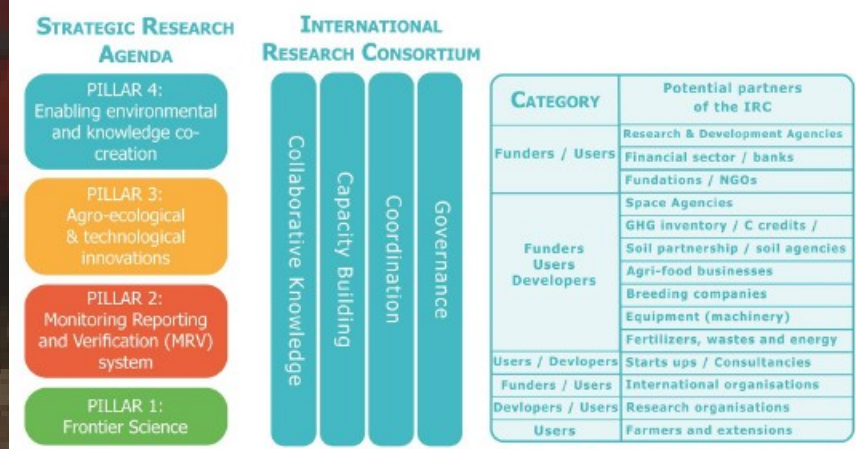 STRATEGIC RESEARCH
AGENDA
PILLAR 4:
Enabling environmental
and knowledge co-
creation
PILLAR 3:
Agro-ecological
& technological
innovations
PILLAR 2:
Monitoring Reporting
and Verification (MRV)
system
PILLAR 1:
Frontier Science
INTERNATIONAL
RESEARCH CONSORTIUM
Collaborative Knowledge
Capacity Building
Coordination
Governance
CATEGORY
Potential partners
of the IRC
Funders / Users
Research & Development Agencies
Financial sector / banks
Fundations / NGOs
Funders
Users
Developers
Space Agencies
GHG inventory / C credits /
Soil partnership / soil agencies
Agri-food businesses
Breeding companies
Equipment (machinery)
Fertilizers, wastes and energy
Users / Devlopers
Starts ups / Consultancies
Funders / Users
International organisations
Devlopers / Users
Research organisations
Users
Farmers and extensions